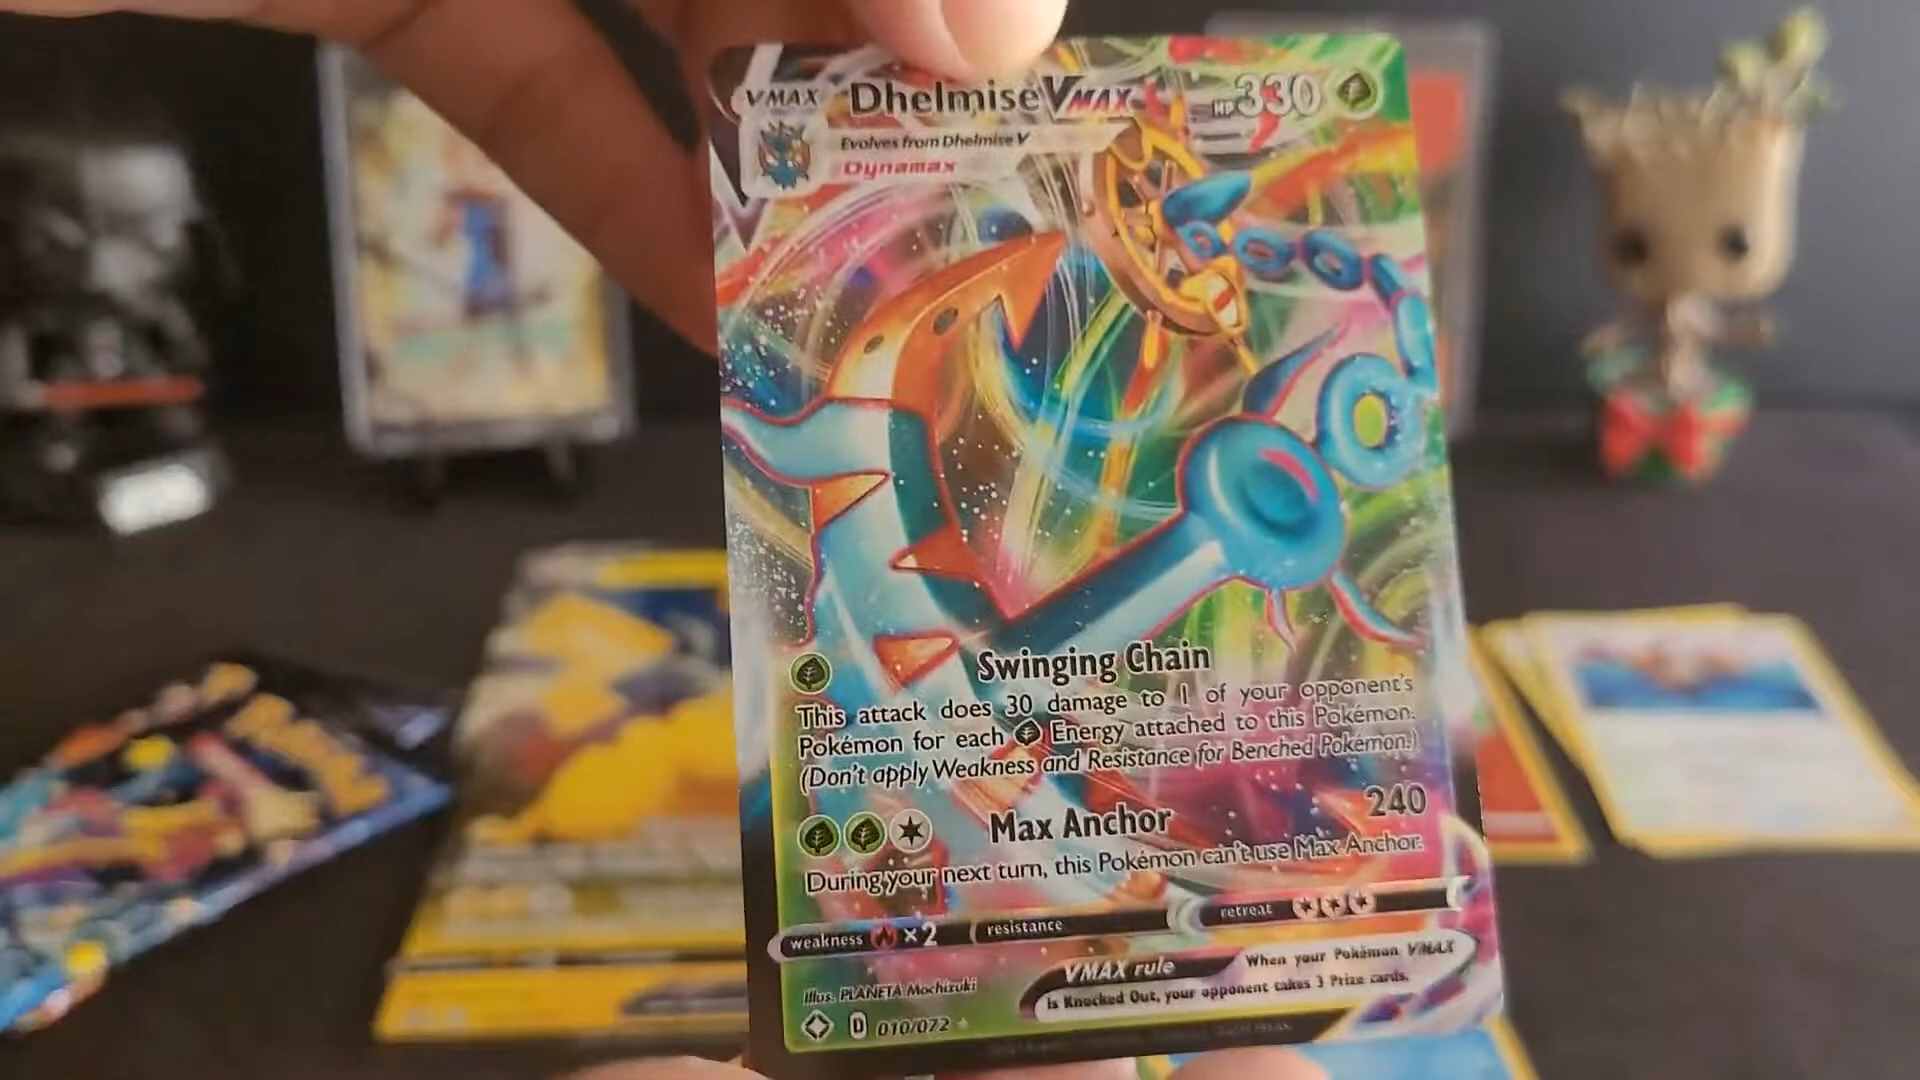 VMAX Dhelmise VMAX HP 330
Evolves from Dhelmise V
Dynamax
Swinging Chain
This attack does 30 damage to 1 of your opponent's
Pokémon for each Energy attached to this Pokémon.
(Don't apply Weakness and Resistance for Benched Pokémon.)
Max Anchor 240
During your next turn, this Pokémon can't use Max Anchor.
weakness ×2 resistance retreat
VMAX rule When your Pokémon VMAX
is Knocked Out, your opponent takes 3 Prize cards.
Illus. PLANETA Mochizuki
D 010/072